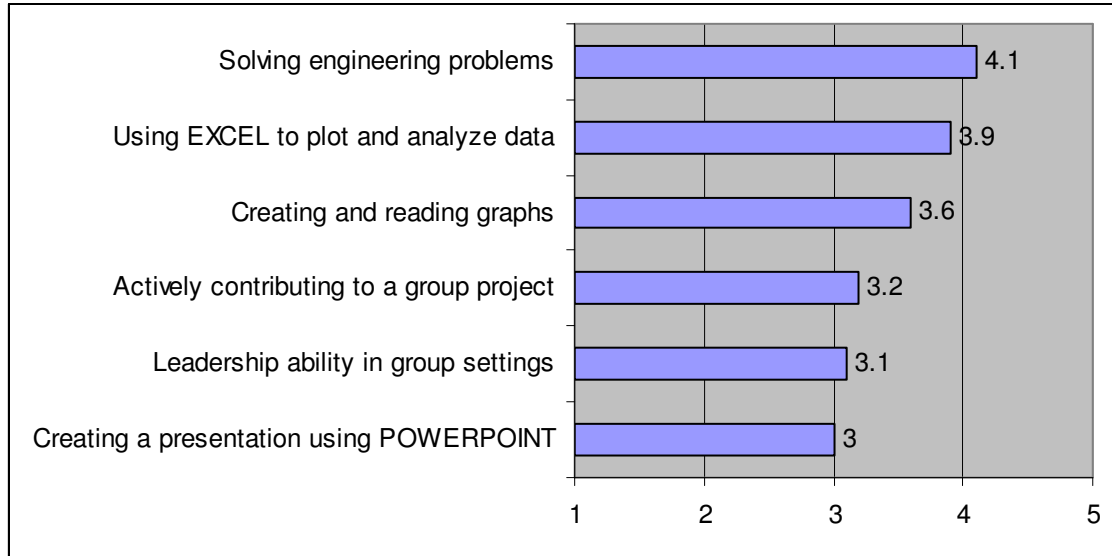 Solving engineering problems
4.1
Using EXCEL to plot and analyze data
3.9
Creating and reading graphs
3.6
Actively contributing to a group project
3.2
Leadership ability in group settings
3.1
Creating a presentation using POWERPOINT
3
1 2 3 4 5